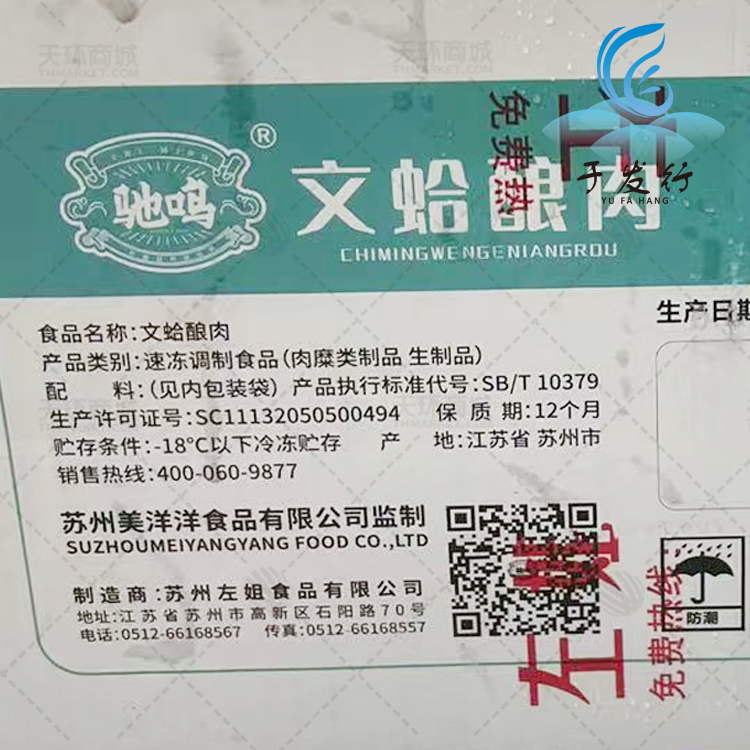 天环商城 天环商城
THMARKET.COM THMARKET.COM
驰鸣®
文蛤酿肉
CHIMINGWENGENIANGROU
免费热
于发行
YU FA HANG
生产日期
食品名称:文蛤酿肉
产品类别:速冻调制食品(肉糜类制品 生制品)
配 料:(见内包装袋) 产品执行标准代号:SB/T 10379
生产许可证号:SC11132050500494 保 质 期:12个月
贮存条件:-18℃以下冷冻贮存 产 地:江苏省 苏州市
销售热线:400-060-9877
苏州美洋洋食品有限公司监制
SUZHOUMEIYANGYANG FOOD CO.,LTD
制造商:苏州左姐食品有限公司
地址:江苏省苏州市高新区石阳路70号
电话:0512-66168567 传真:0512-66168557
左姐
免费热线
防潮